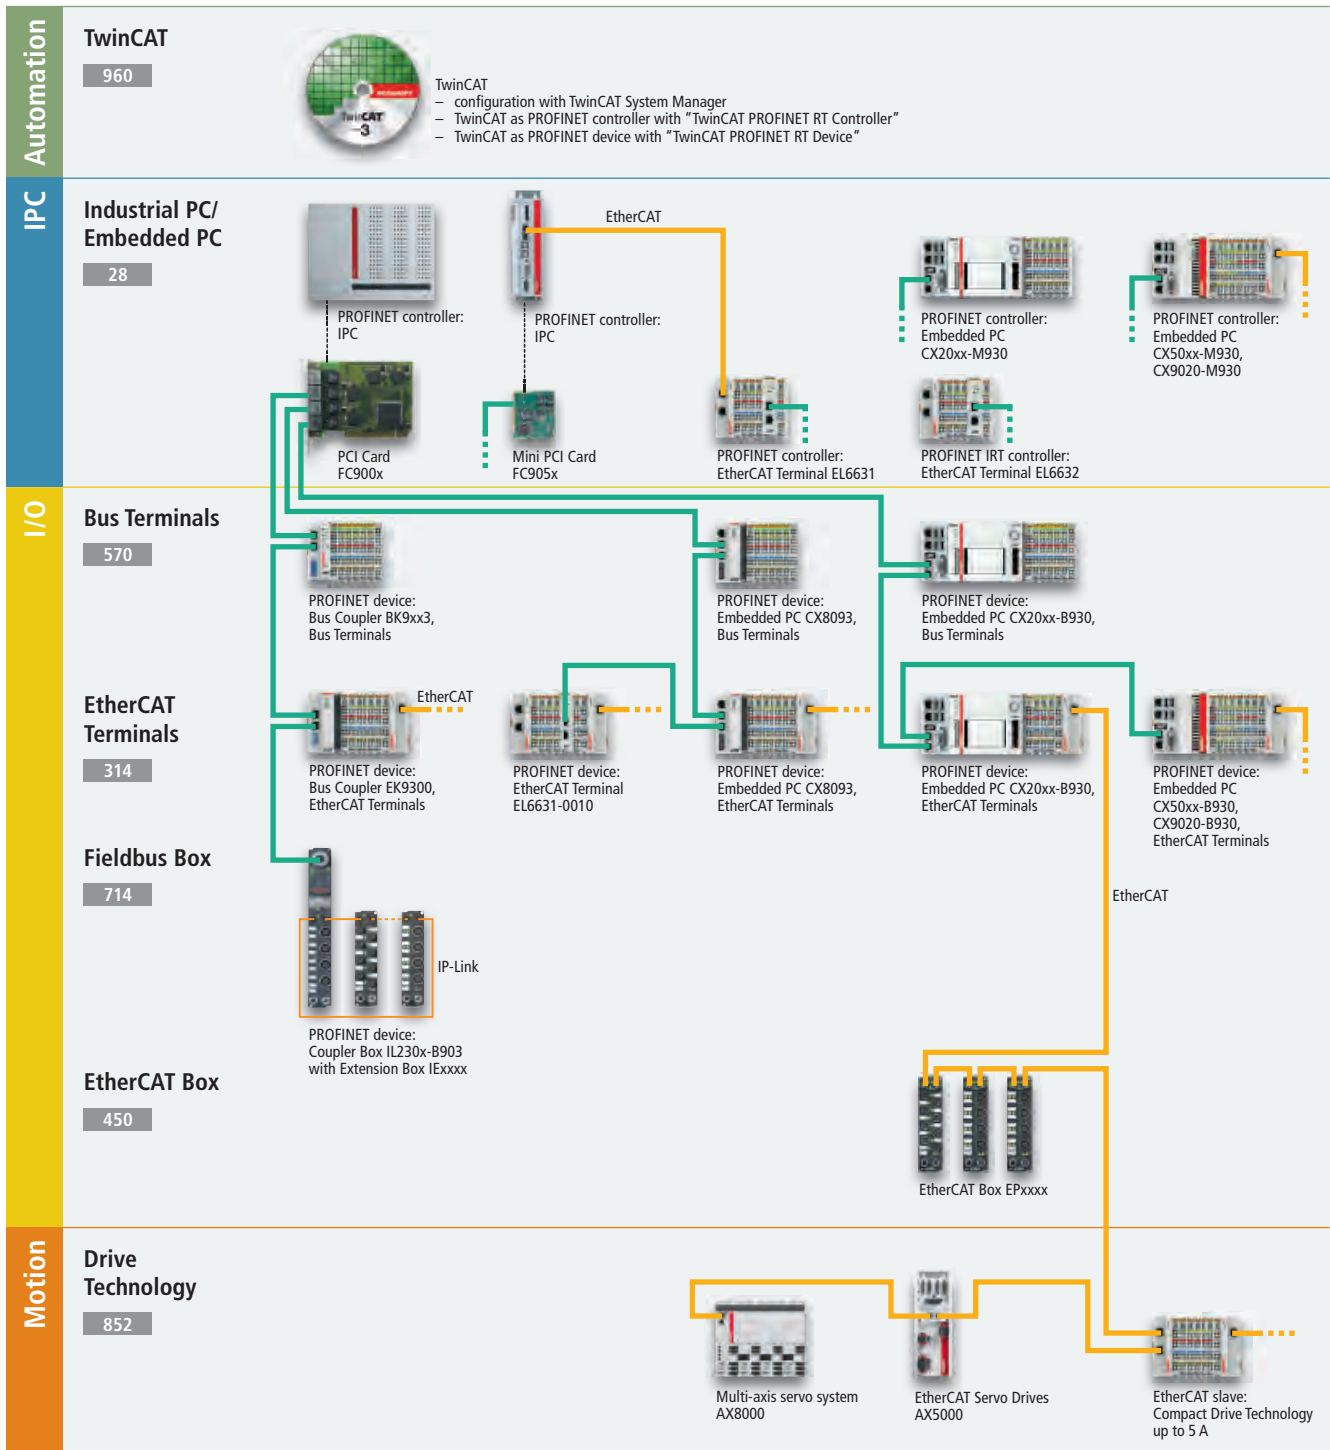 Automation
TwinCAT
960
TwinCAT
3
TwinCAT
– configuration with TwinCAT System Manager
– TwinCAT as PROFINET controller with “TwinCAT PROFINET RT Controller”
– TwinCAT as PROFINET device with “TwinCAT PROFINET RT Device”
IPC
Industrial PC/
Embedded PC
28
EtherCAT
PROFINET controller:
IPC
PROFINET controller:
IPC
PROFINET controller:
Embedded PC
CX20xx-M930
PROFINET controller:
Embedded PC
CX50xx-M930,
CX9020-M930
PCI Card
FC900x
Mini PCI Card
FC905x
PROFINET controller:
EtherCAT Terminal EL6631
PROFINET IRT controller:
EtherCAT Terminal EL6632
I/O
Bus Terminals
570
PROFINET device:
Bus Coupler BK9xx3,
Bus Terminals
PROFINET device:
Embedded PC CX8093,
Bus Terminals
PROFINET device:
Embedded PC CX20xx-B930,
Bus Terminals
EtherCAT
Terminals
314
EtherCAT
PROFINET device:
Bus Coupler EK9300,
EtherCAT Terminals
PROFINET device:
EtherCAT Terminal
EL6631-0010
PROFINET device:
Embedded PC CX8093,
EtherCAT Terminals
PROFINET device:
Embedded PC CX20xx-B930,
EtherCAT Terminals
PROFINET device:
Embedded PC
CX50xx-B930,
CX9020-B930,
EtherCAT Terminals
Fieldbus Box
714
EtherCAT
IP-Link
PROFINET device:
Coupler Box IL230x-B903
with Extension Box IExxxx
EtherCAT Box
450
EtherCAT Box EPxxxx
Motion
Drive
Technology
852
Multi-axis servo system
AX8000
EtherCAT Servo Drives
AX5000
EtherCAT slave:
Compact Drive Technology
up to 5 A